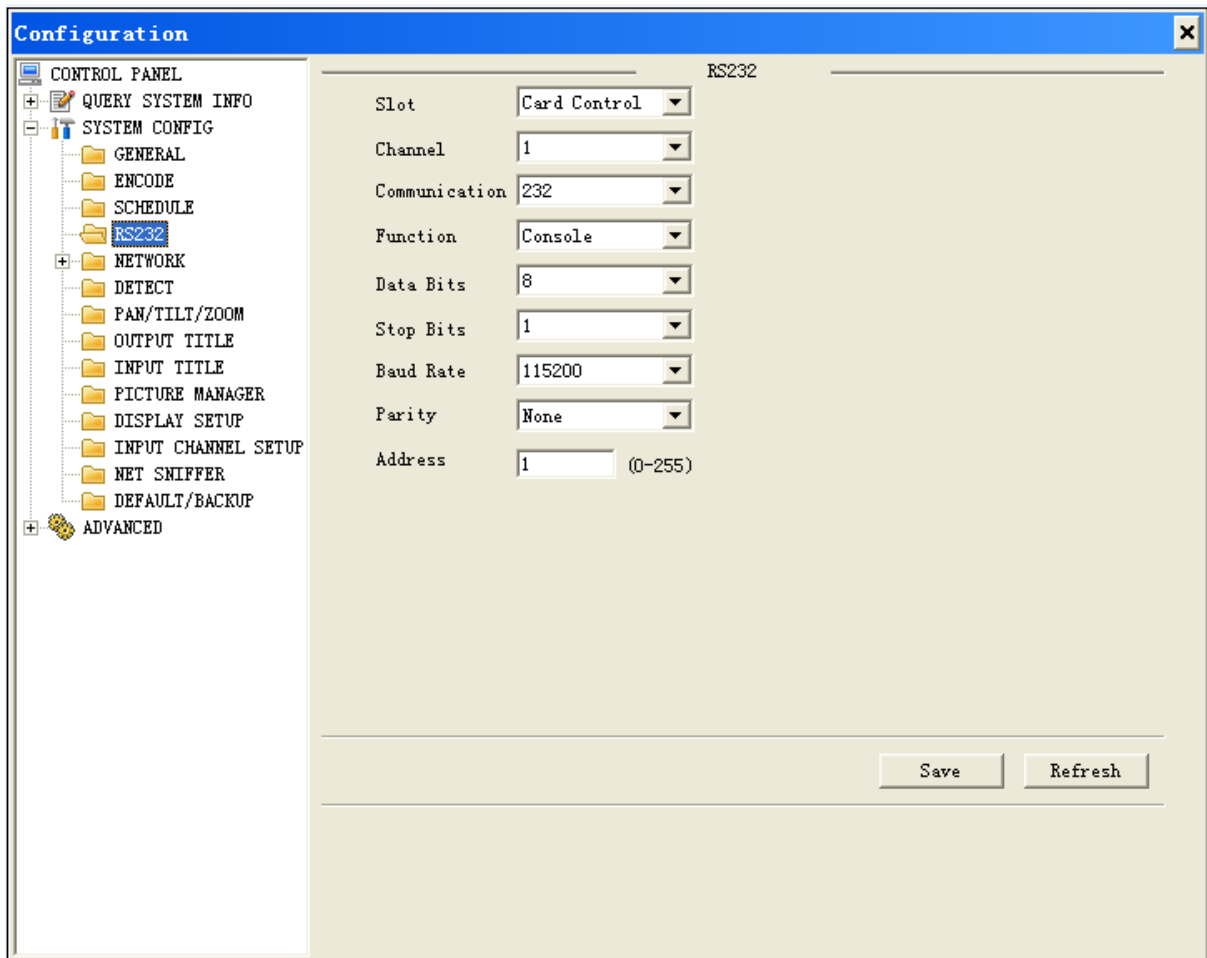 Configuration
CONTROL PANEL
QUERY SYSTEM INFO
SYSTEM CONFIG
GENERAL
ENCODE
SCHEDULE
RS232
NETWORK
DETECT
PAN/TILT/ZOOM
OUTPUT TITLE
INPUT TITLE
PICTURE MANAGER
DISPLAY SETUP
INPUT CHANNEL SETUP
NET SNIFFER
DEFAULT/BACKUP
ADVANCED
RS232
Slot Card Control
Channel 1
Communication 232
Function Console
Data Bits 8
Stop Bits 1
Baud Rate 115200
Parity None
Address 1 (0-255)
Save Refresh